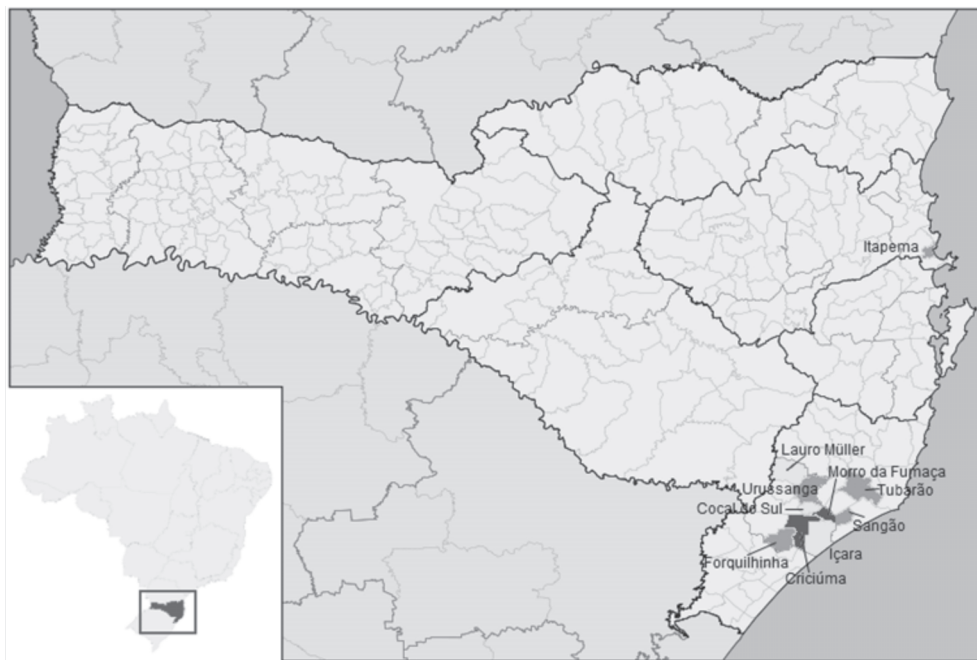 Itapema
Lauro Müller
Morro da Fumaça
Urussanga
Tubarão
Cocal do Sul
Sangão
Içara
Forquilhinha
Criciúma